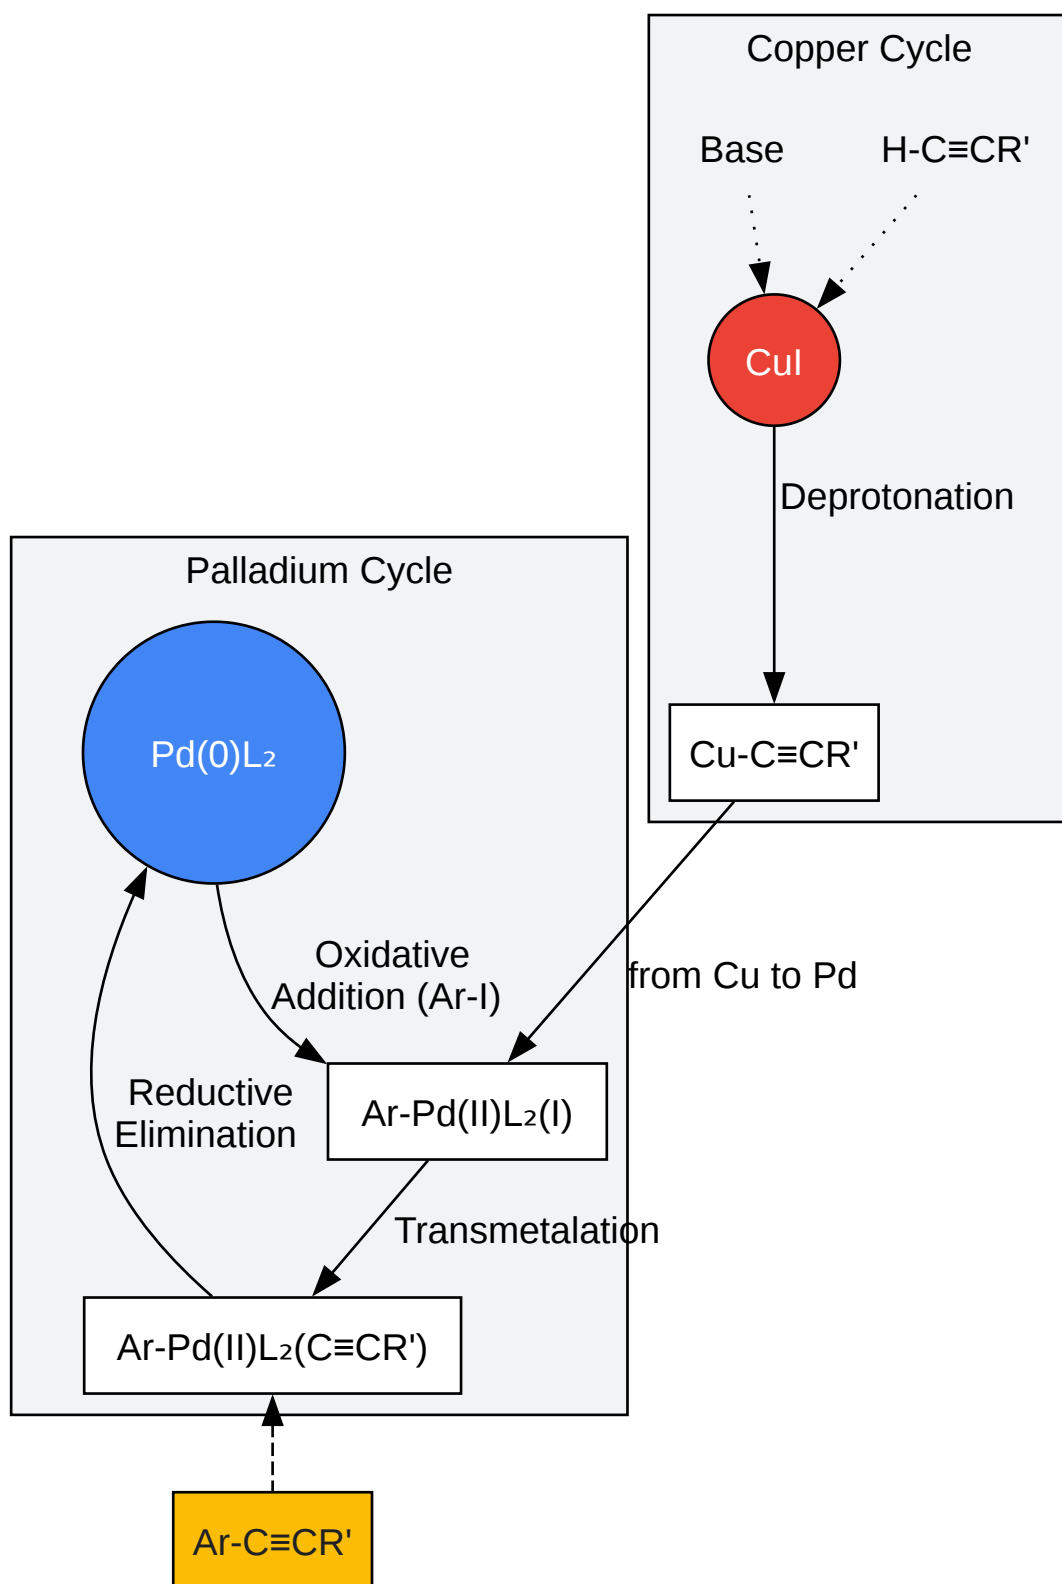 Copper Cycle
Base
H-C≡CR'
CuI
Deprotonation
Palladium Cycle
Pd(0)L₂
Cu-C≡CR'
Oxidative
Addition (Ar-I)
from Cu to Pd
Reductive
Elimination
Ar-Pd(II)L₂(I)
Transmetalation
Ar-Pd(II)L₂(C≡CR')
Ar-C≡CR'